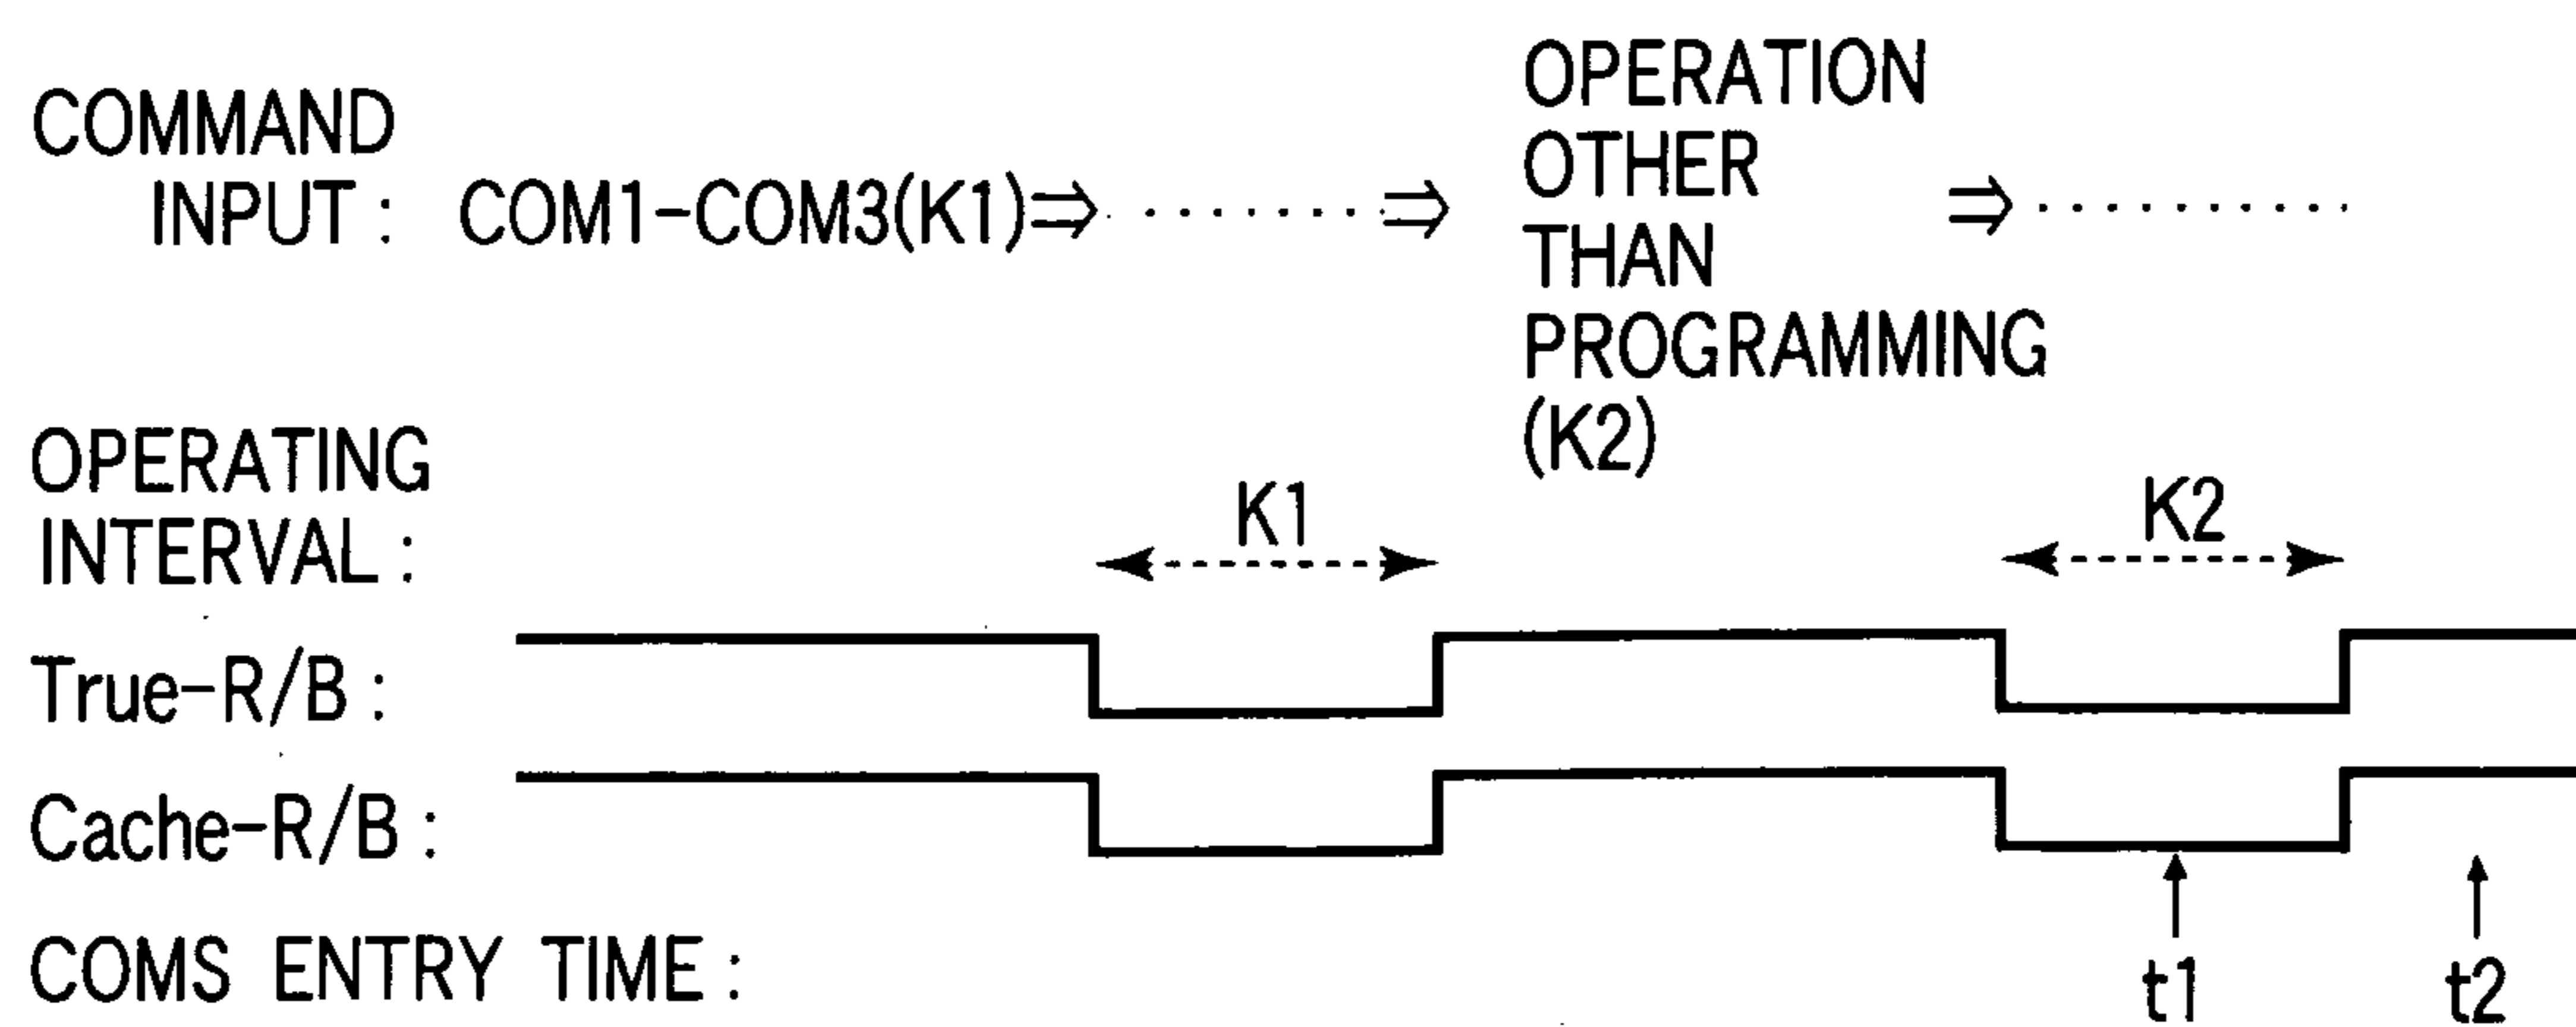 COMMAND
INPUT : COM1-COM3(K1)⇒ . . . . . . . . ⇒
OPERATION
OTHER
THAN
PROGRAMMING
(K2)
⇒ . . . . . . . . . .
OPERATING
INTERVAL :
K1
K2
True-R/B :
Cache-R/B :
COMS ENTRY TIME :
t1
t2